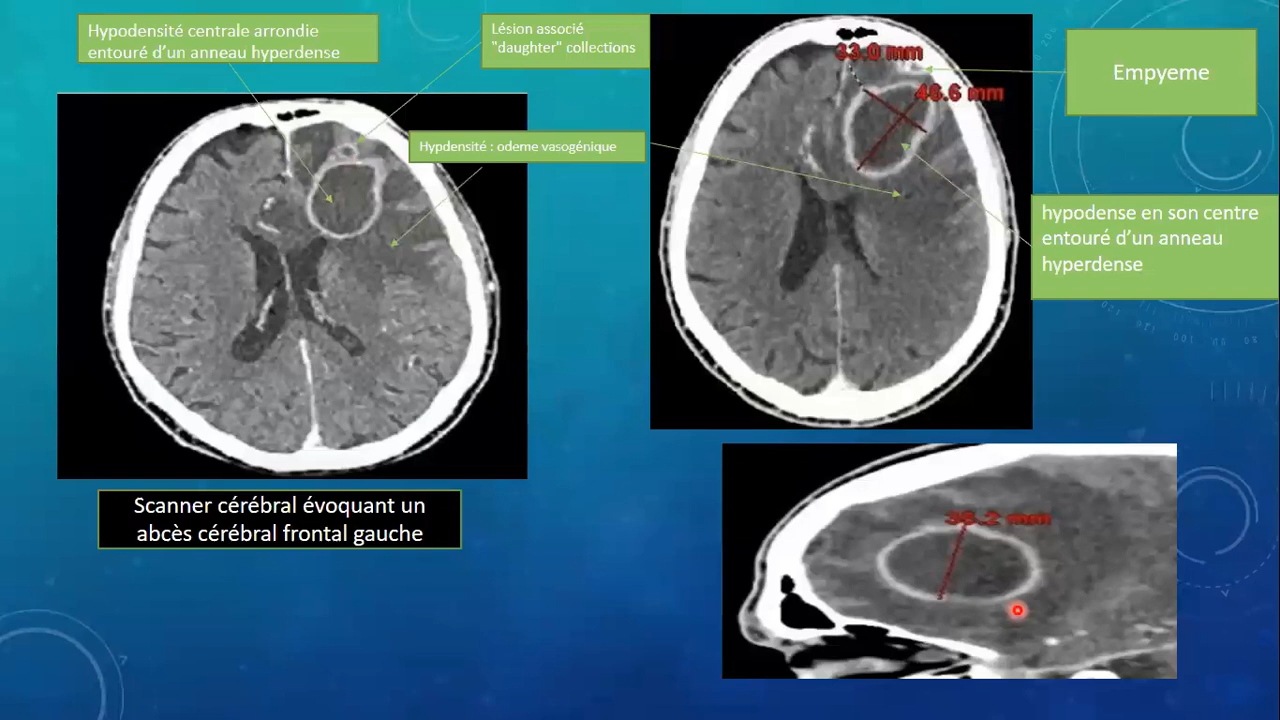 Hypodensité centrale arrondie
entouré d’un anneau hyperdense
Lésion associé
“daughter” collections
Hypdensité : odeme vasogénique
33.0 mm
46.6 mm
Empyeme
hypodense en son centre
entouré d’un anneau
hyperdense
Scanner cérébral évoquant un
abcès cérébral frontal gauche
38.2 mm